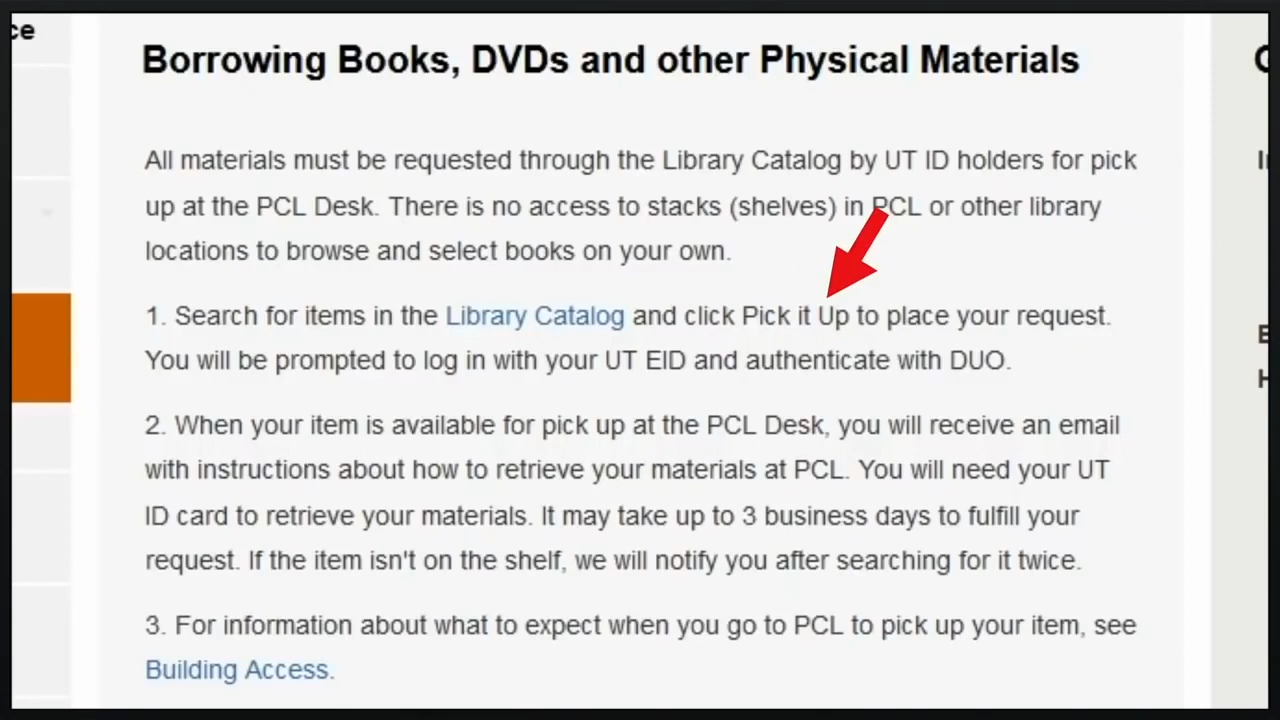 ce
Borrowing Books, DVDs and other Physical Materials
All materials must be requested through the Library Catalog by UT ID holders for pick
up at the PCL Desk. There is no access to stacks (shelves) in PCL or other library
locations to browse and select books on your own.
1. Search for items in the Library Catalog and click Pick it Up to place your request.
You will be prompted to log in with your UT EID and authenticate with DUO.
2. When your item is available for pick up at the PCL Desk, you will receive an email
with instructions about how to retrieve your materials at PCL. You will need your UT
ID card to retrieve your materials. It may take up to 3 business days to fulfill your
request. If the item isn't on the shelf, we will notify you after searching for it twice.
3. For information about what to expect when you go to PCL to pick up your item, see
Building Access.